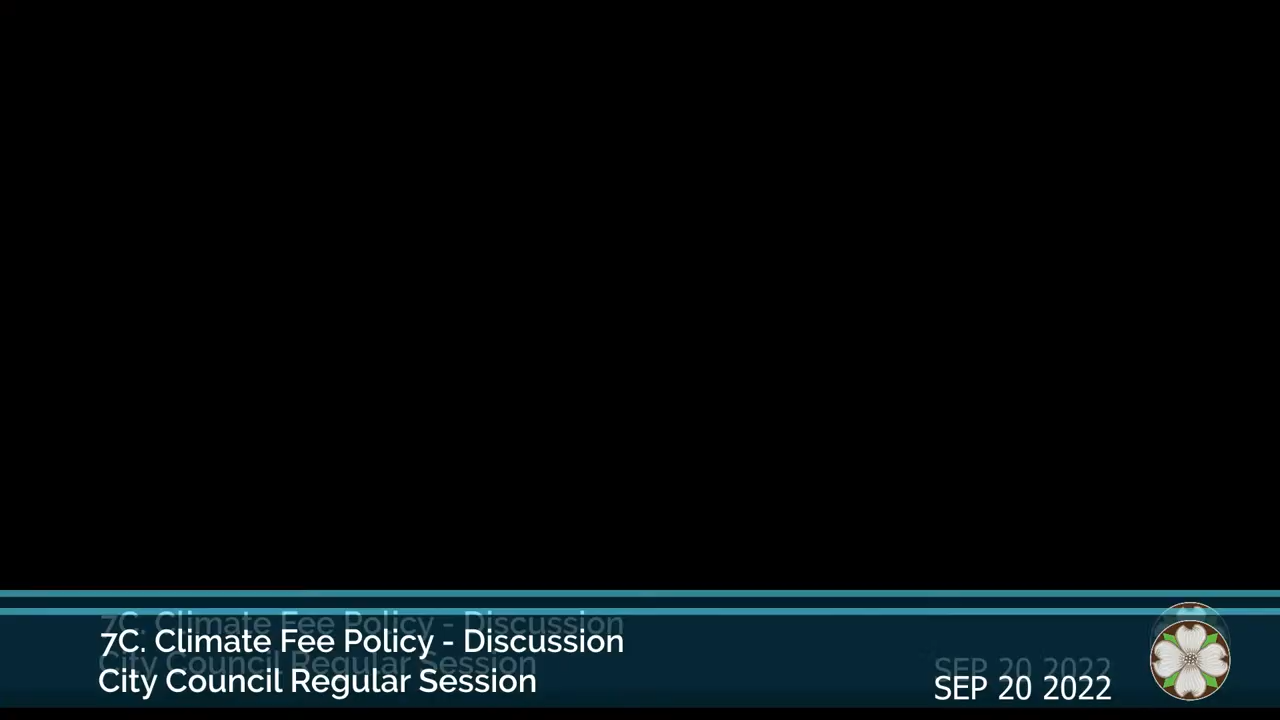 7C. Climate Fee Policy - Discussion
City Council Regular Session
SEP 20 2022